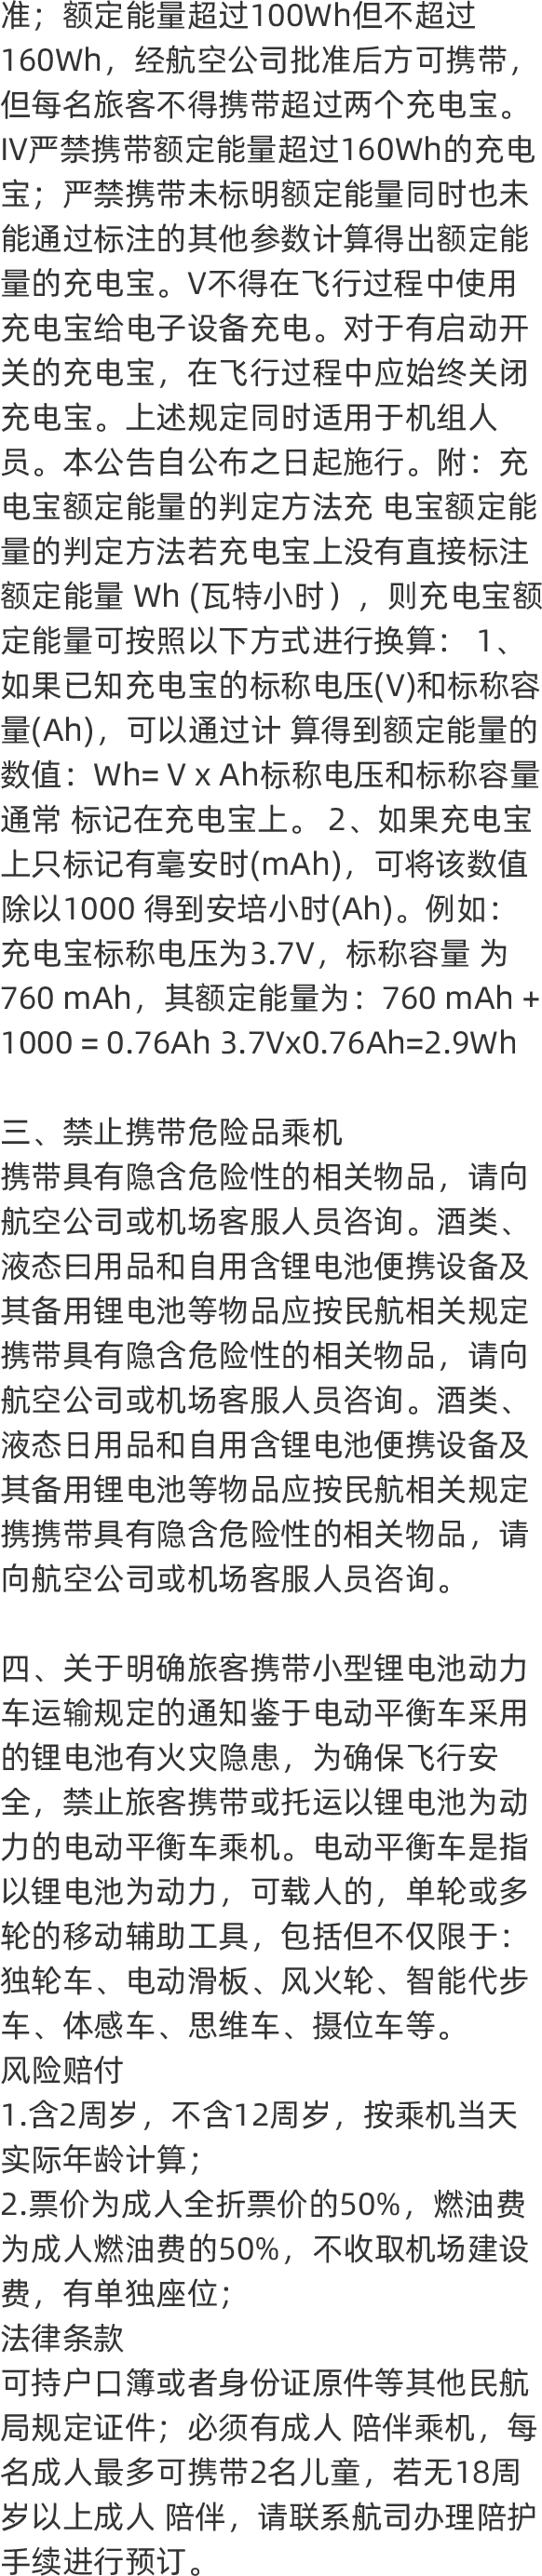 准；额定能量超过100Wh但不超过
160Wh，经航空公司批准后方可携带，
但每名旅客不得携带超过两个充电宝。
IV严禁携带额定能量超过160Wh的充电
宝；严禁携带未标明额定能量同时也未
能通过标注的其他参数计算得出额定能
量的充电宝。V不得在飞行过程中使用
充电宝给电子设备充电。对于有启动开
关的充电宝，在飞行过程中应始终关闭
充电宝。上述规定同时适用于机组人
员。本公告自公布之日起施行。附：充
电宝额定能量的判定方法充 电宝额定能
量的判定方法若充电宝上没有直接标注
额定能量 Wh (瓦特小时），则充电宝额
定能量可按照以下方式进行换算： 1、
如果已知充电宝的标称电压(V)和标称容
量(Ah)，可以通过计 算得到额定能量的
数值：Wh= V x Ah标称电压和标称容量
通常 标记在充电宝上。 2、如果充电宝
上只标记有毫安时(mAh)，可将该数值
除以1000 得到安培小时(Ah)。例如：
充电宝标称电压为3.7V，标称容量 为
760 mAh，其额定能量为：760 mAh +
1000 = 0.76Ah 3.7Vx0.76Ah=2.9Wh
三、禁止携带危险品乘机
携带具有隐含危险性的相关物品，请向
航空公司或机场客服人员咨询。酒类、
液态曰用品和自用含锂电池便携设备及
其备用锂电池等物品应按民航相关规定
携带具有隐含危险性的相关物品，请向
航空公司或机场客服人员咨询。酒类、
液态日用品和自用含锂电池便携设备及
其备用锂电池等物品应按民航相关规定
携携带具有隐含危险性的相关物品，请
向航空公司或机场客服人员咨询。
四、关于明确旅客携带小型锂电池动力
车运输规定的通知鉴于电动平衡车采用
的锂电池有火灾隐患，为确保飞行安
全，禁止旅客携带或托运以锂电池为动
力的电动平衡车乘机。电动平衡车是指
以锂电池为动力，可载人的，单轮或多
轮的移动辅助工具，包括但不仅限于：
独轮车、电动滑板、风火轮、智能代步
车、体感车、思维车、摄位车等。
风险赔付
1.含2周岁，不含12周岁，按乘机当天
实际年龄计算；
2.票价为成人全折票价的50%，燃油费
为成人燃油费的50%，不收取机场建设
费，有单独座位；
法律条款
可持户口簿或者身份证原件等其他民航
局规定证件；必须有成人 陪伴乘机，每
名成人最多可携带2名儿童，若无18周
岁以上成人 陪伴，请联系航司办理陪护
手续进行预订。